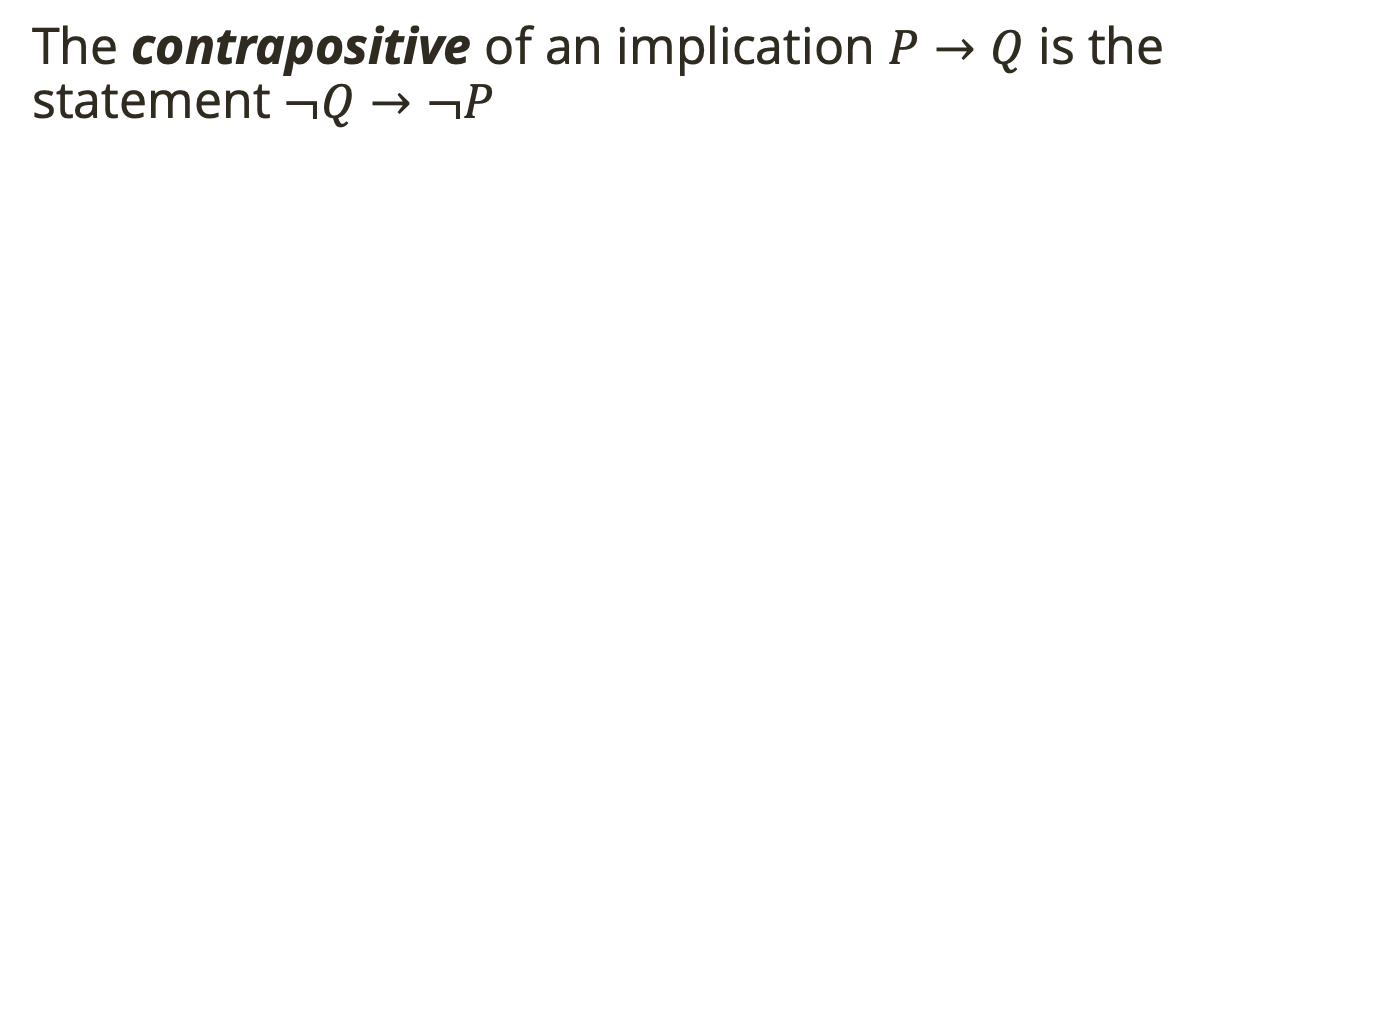 The contrapositive of an implication P → Q is the
statement ¬Q → ¬P